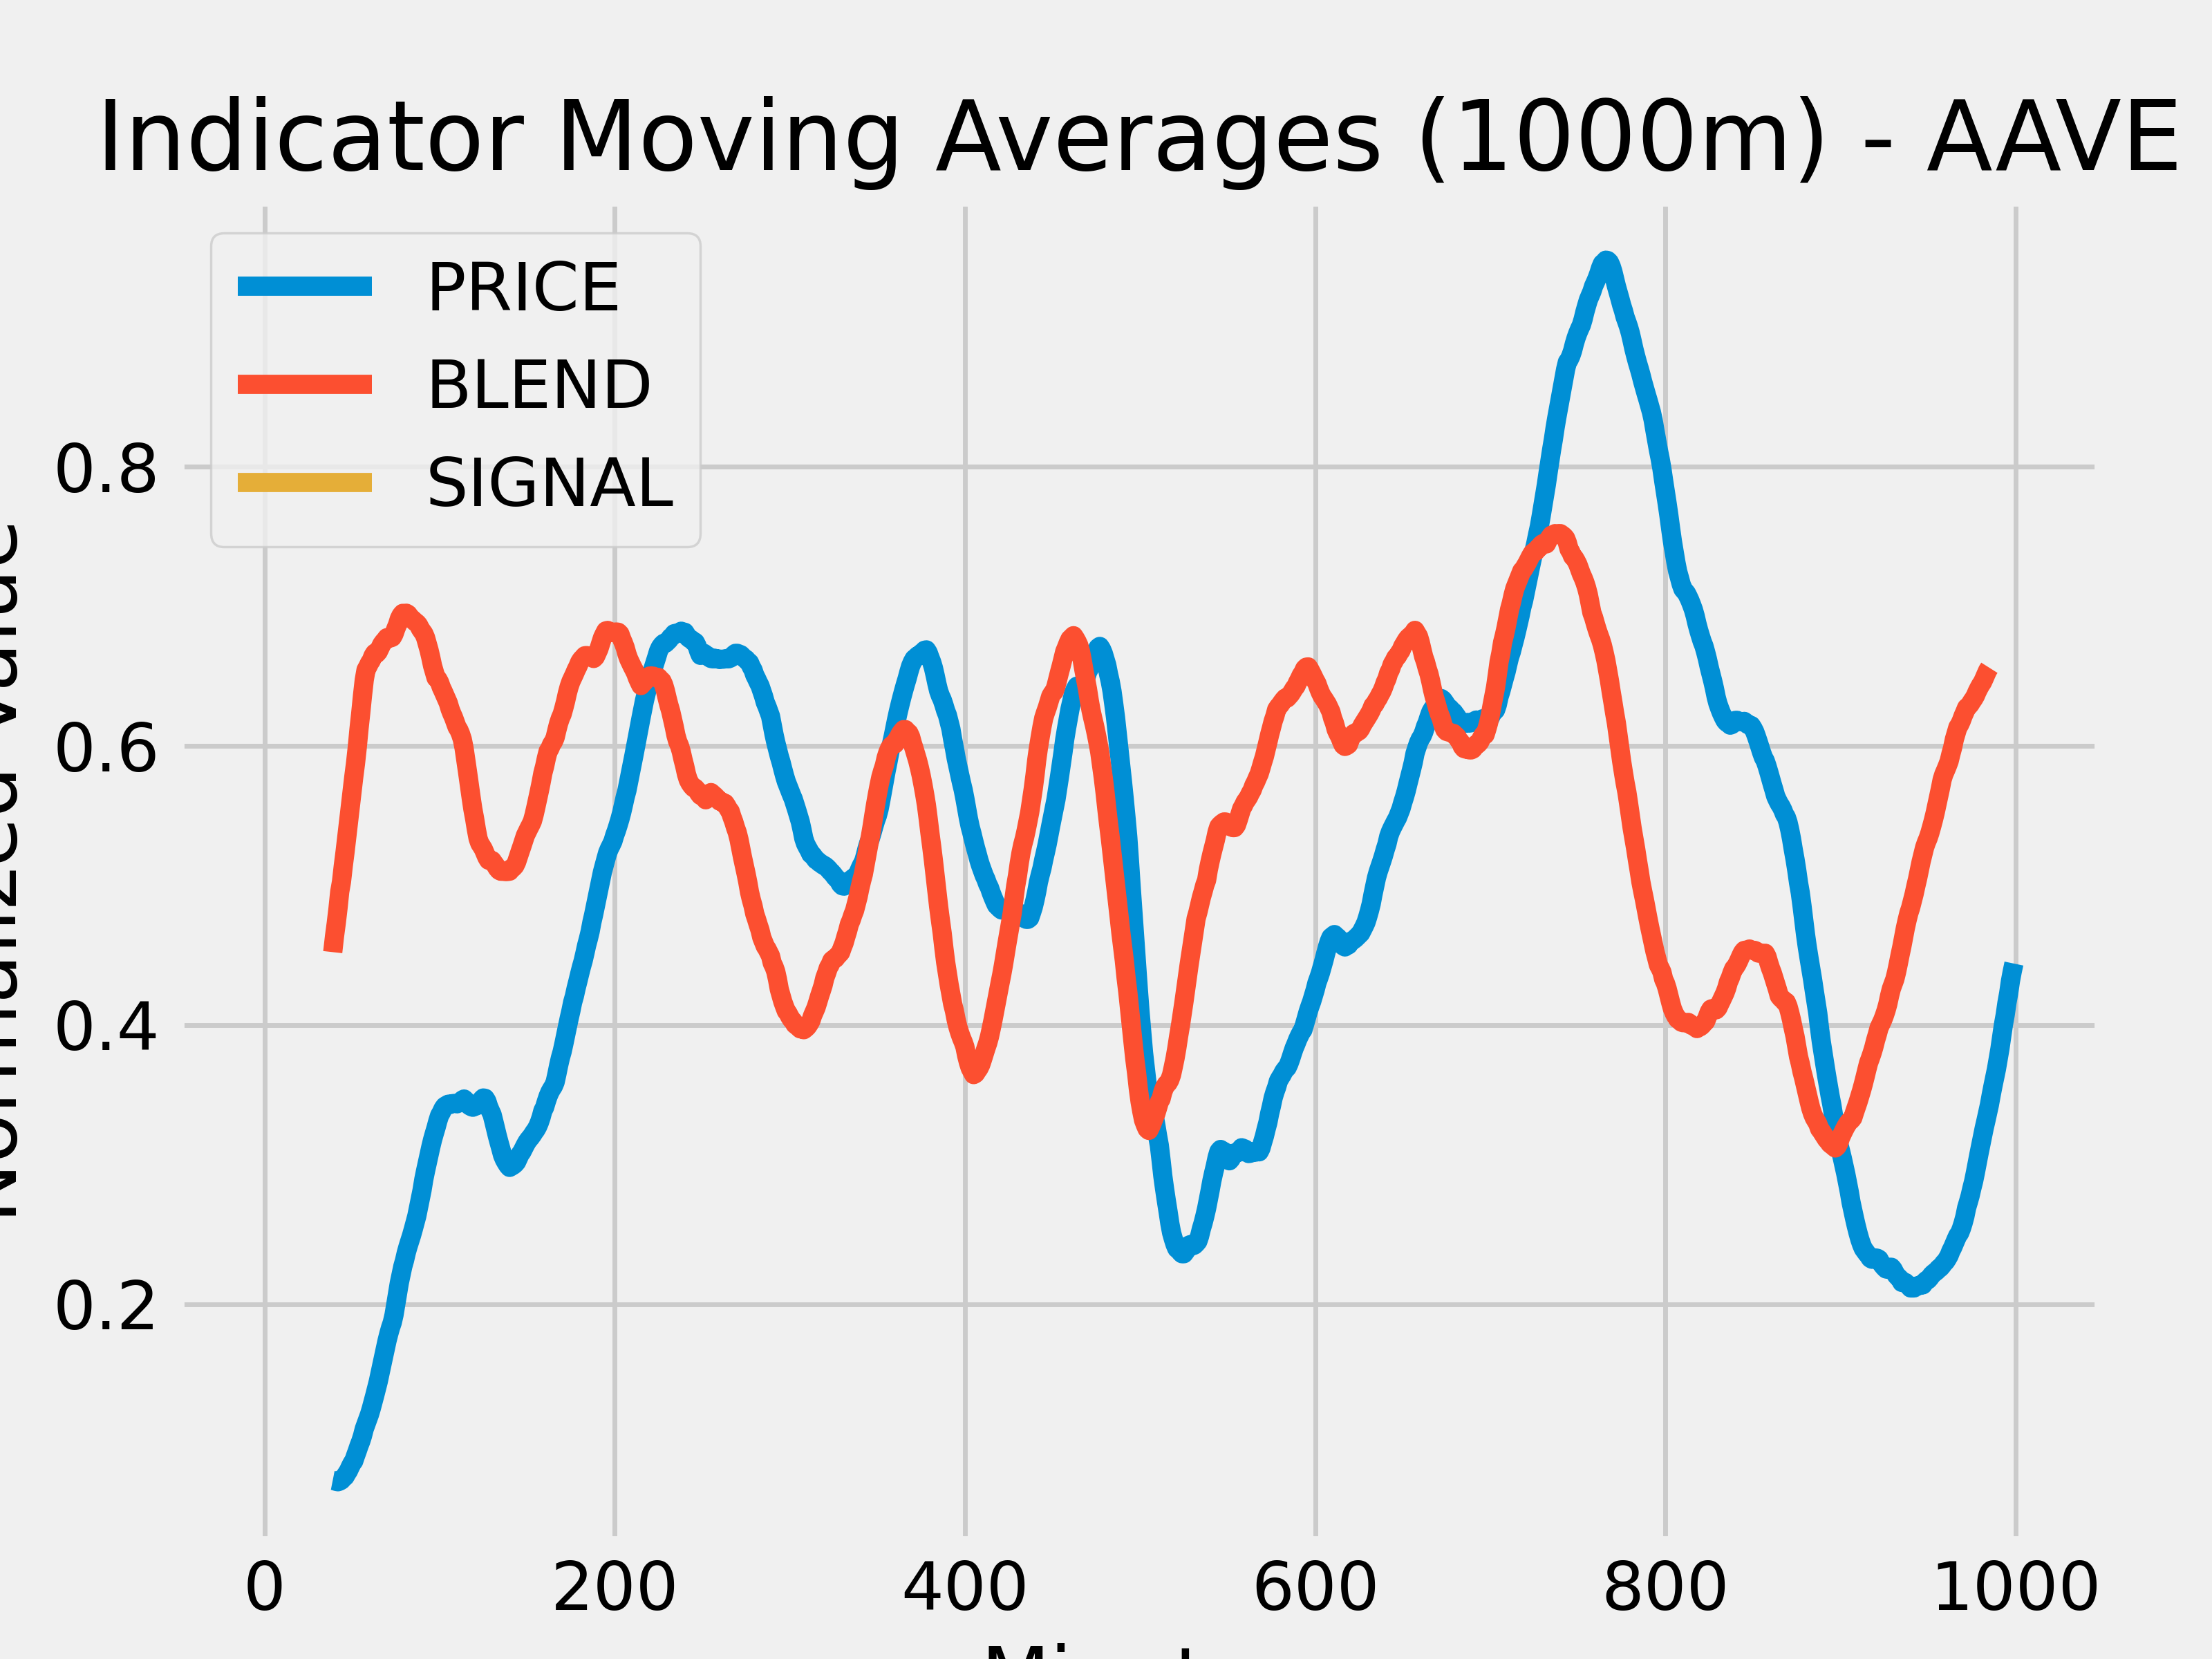 Indicator Moving Averages (1000m) - AAVE
PRICE
BLEND
SIGNAL
0.8
0.6
0.4
0.2
0 200 400 600 800 1000